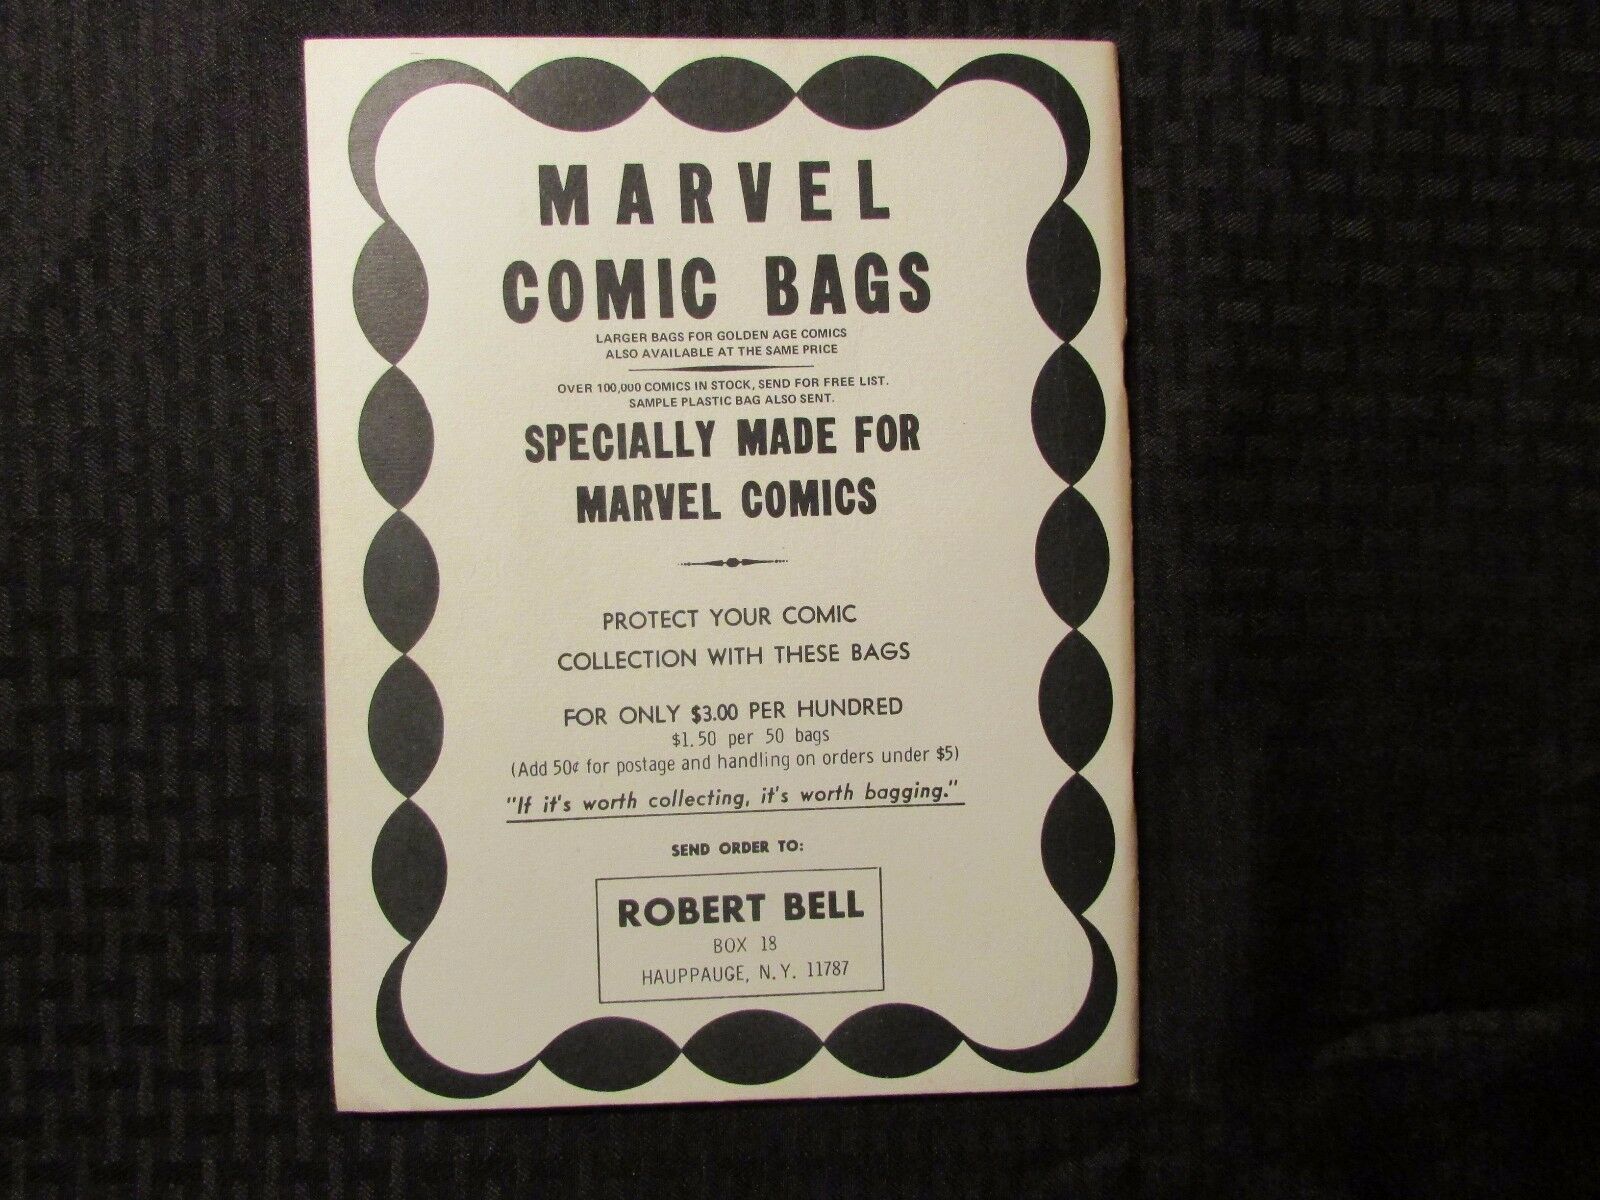 MARVEL
COMIC BAGS
LARGER BAGS FOR GOLDEN AGE COMICS
ALSO AVAILABLE AT THE SAME PRICE
OVER 100,000 COMICS IN STOCK, SEND FOR FREE LIST.
SAMPLE PLASTIC BAG ALSO SENT.
SPECIALLY MADE FOR
MARVEL COMICS
PROTECT YOUR COMIC
COLLECTION WITH THESE BAGS
FOR ONLY $3.00 PER HUNDRED
$1.50 per 50 bags
(Add 50¢ for postage and handling on orders under $5)
"If it's worth collecting, it's worth bagging."
SEND ORDER TO:
ROBERT BELL
BOX 18
HAUPPAUGE, N.Y. 11787